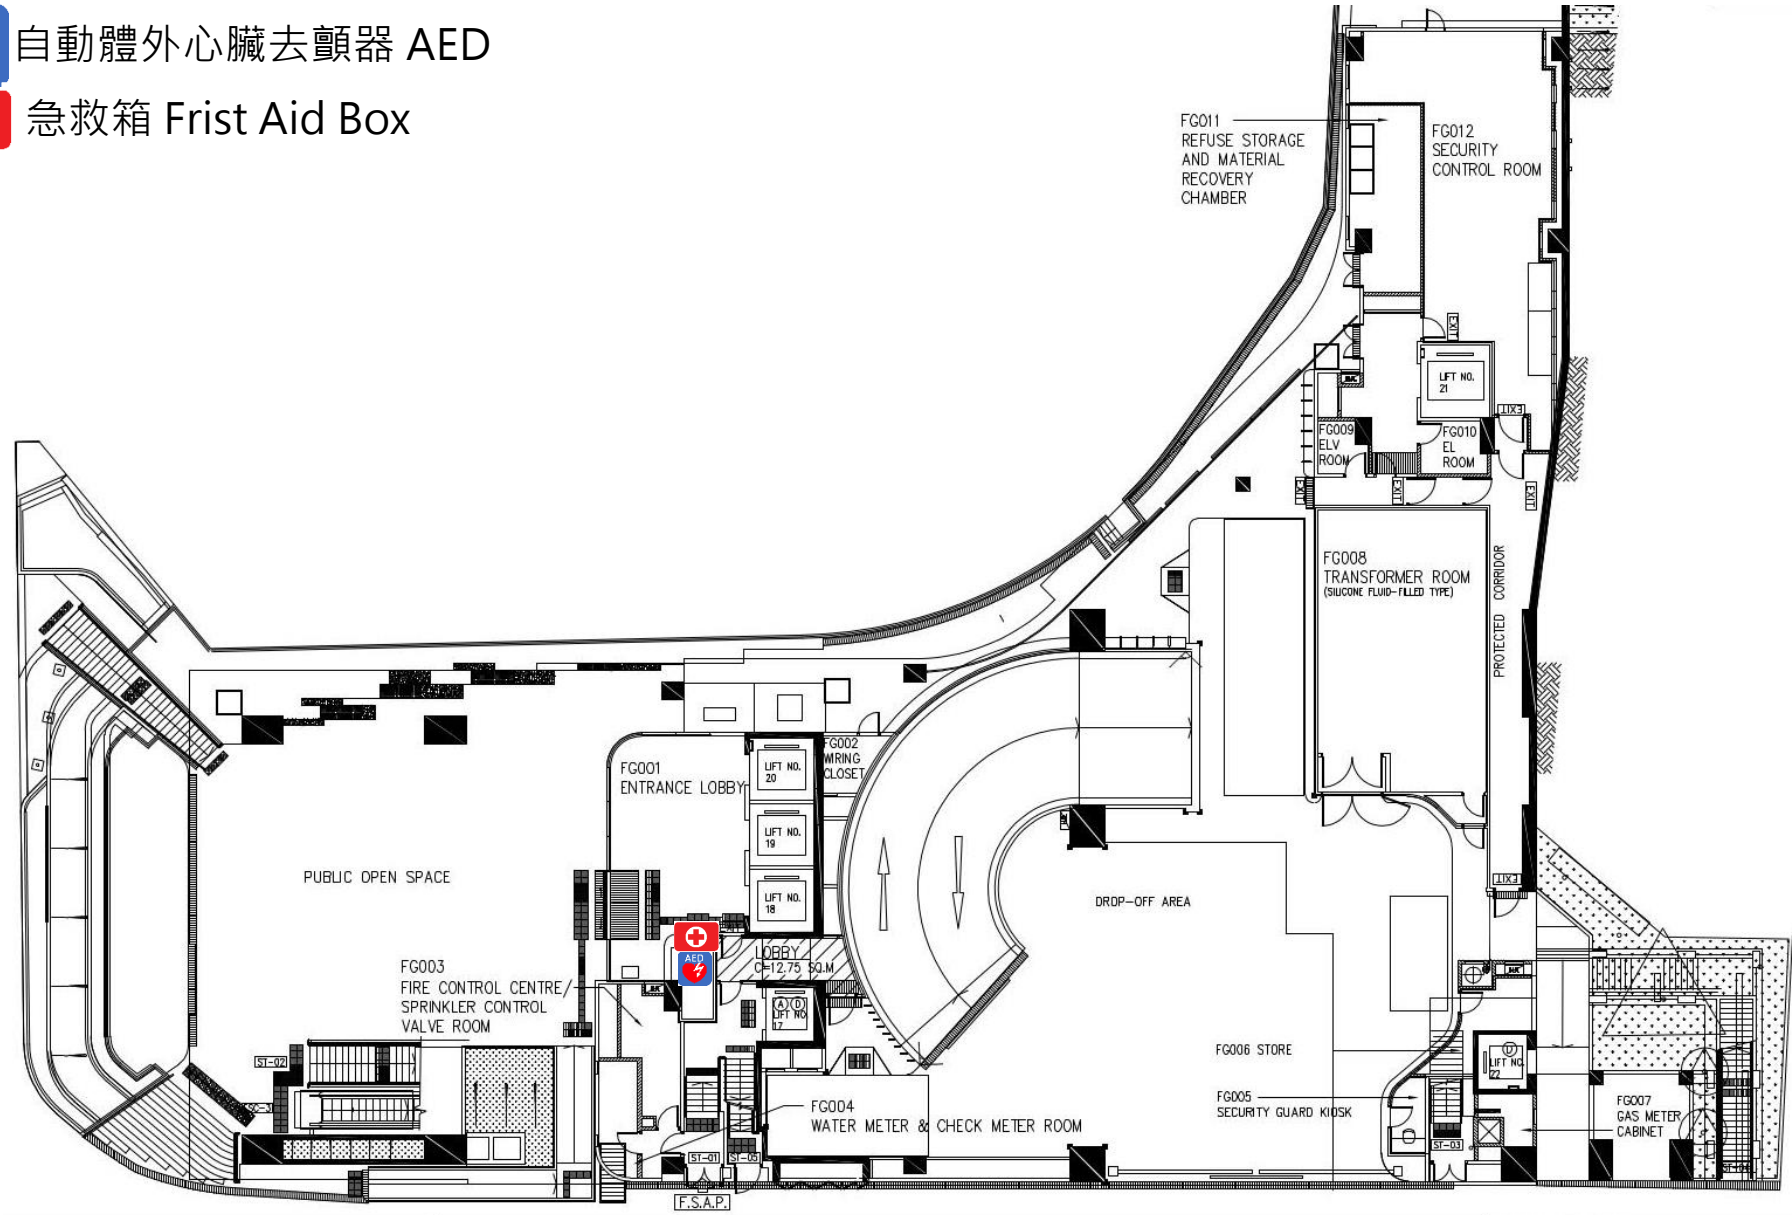 自動體外心臟去顫器 AED
急救箱 Frist Aid Box
FG011
REFUSE STORAGE
AND MATERIAL
RECOVERY
CHAMBER
FG012
SECURITY
CONTROL ROOM
EXIT
LIFT NO.
21
EXIT
FG009
ELV
ROOM
FG010
EL
ROOM
EXIT
EXIT
EXIT
FG008
TRANSFORMER ROOM
(SILICONE FLUID-FILLED TYPE)
PROTECTED CORRIDOR
FG001
ENTRANCE LOBBY
LIFT NO.
20
FG002
WIRING
CLOSET
LIFT NO.
19
LIFT NO.
18
PUBLIC OPEN SPACE
DROP-OFF AREA
EXIT
AED
LOBBY
C=12.75 SQ.M
FG003
FIRE CONTROL CENTRE/
SPRINKLER CONTROL
VALVE ROOM
A D
LIFT NO.
17
ST-02
FG006 STORE
D
LIFT NO.
22
FG005
SECURITY GUARD KIOSK
FG007
GAS METER
CABINET
FG004
WATER METER & CHECK METER ROOM
ST-01
ST-05
ST-03
ST-04
F.S.A.P.